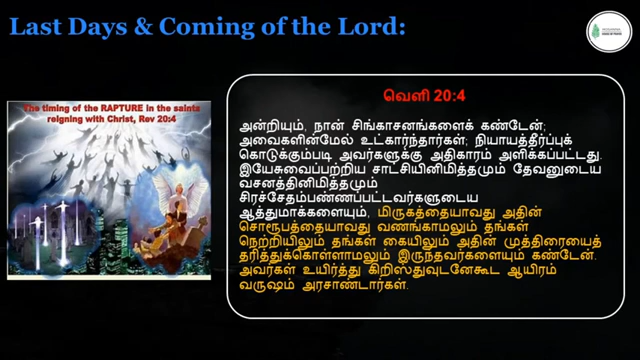 Last Days & Coming of the Lord:
The timing of the RAPTURE in the saints
reigning with Christ, Rev 20:4
வெளி 20:4
அன்றியும், நான் சிங்காசனங்களைக் கண்டேன்;
அவைகளின்மேல் உட்கார்ந்தார்கள்; நியாயத்தீர்ப்புக்
கொடுக்கும்படி அவர்களுக்கு அதிகாரம் அளிக்கப்பட்டது.
இயேசுவைப்பற்றிய சாட்சியினிமித்தமும் தேவனுடைய
வசனத்தினிமித்தமும்
சிரச்சேதம்பண்ணப்பட்டவர்களுடைய
ஆத்துமாக்களையும், மிருகத்தையாவது அதின்
சொரூபத்தையாவது வணங்காமலும் தங்கள்
நெற்றியிலும் தங்கள் கையிலும் அதின் முத்திரையைத்
தரித்துக்கொள்ளாமலும் இருந்தவர்களையும் கண்டேன்.
அவர்கள் உயிர்த்து கிறிஸ்துவுடனேகூட ஆயிரம்
வருஷம் அரசாண்டார்கள்.